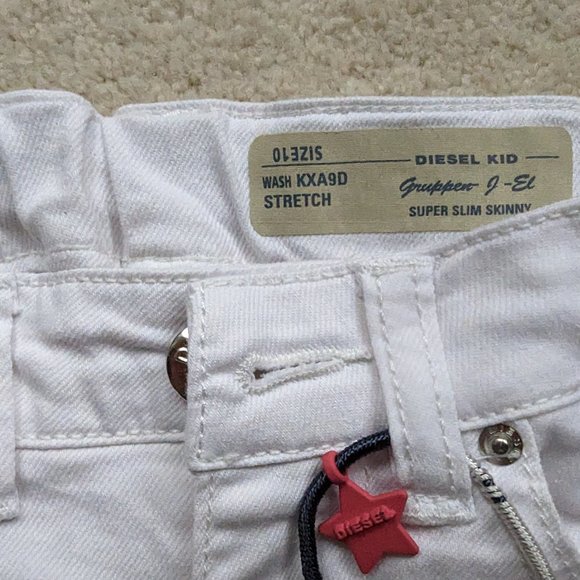 SIZE10
DIESEL KID
WASH KXA9D
Gruppen- J -El
STRETCH
SUPER SLIM SKINNY
DIESEL